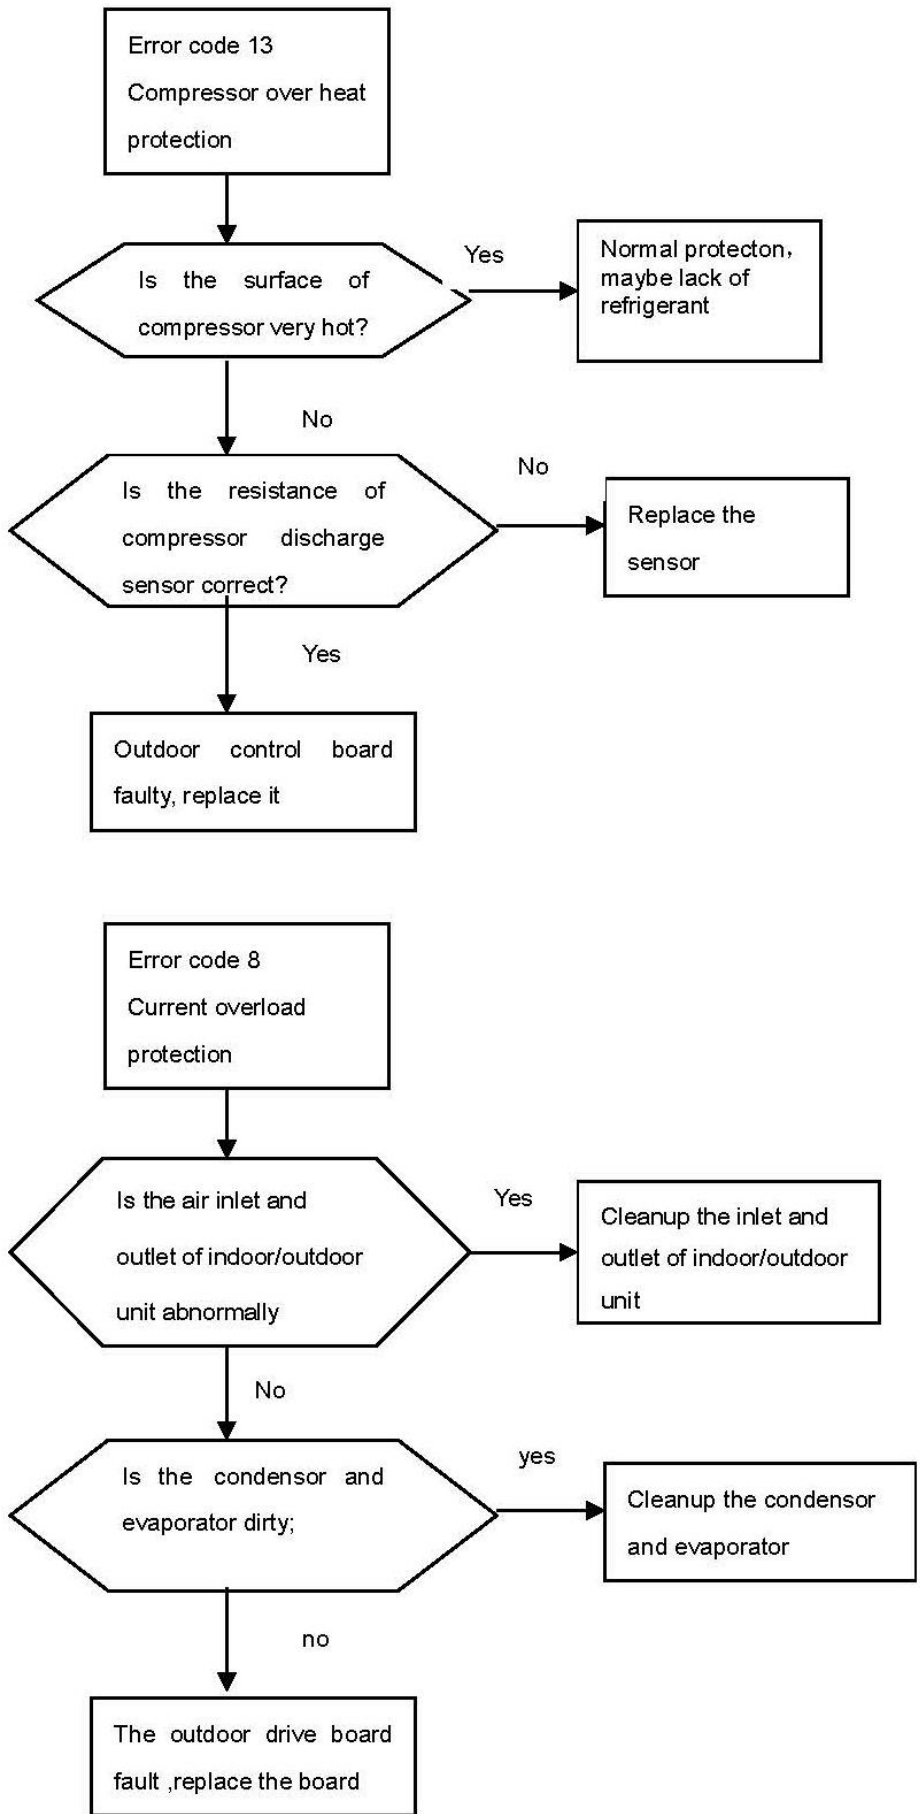 Error code 13
Compressor over heat
protection
Yes
Is the surface of
compressor very hot?
Normal protecton，
maybe lack of
refrigerant
No
Is the resistance of
compressor discharge
sensor correct?
No
Replace the
sensor
Yes
Outdoor control board
faulty, replace it
Error code 8
Current overload
protection
Is the air inlet and
outlet of indoor/outdoor
unit abnormally
Yes
Cleanup the inlet and
outlet of indoor/outdoor
unit
No
Is the condensor and
evaporator dirty;
yes
Cleanup the condensor
and evaporator
no
The outdoor drive board
fault ,replace the board